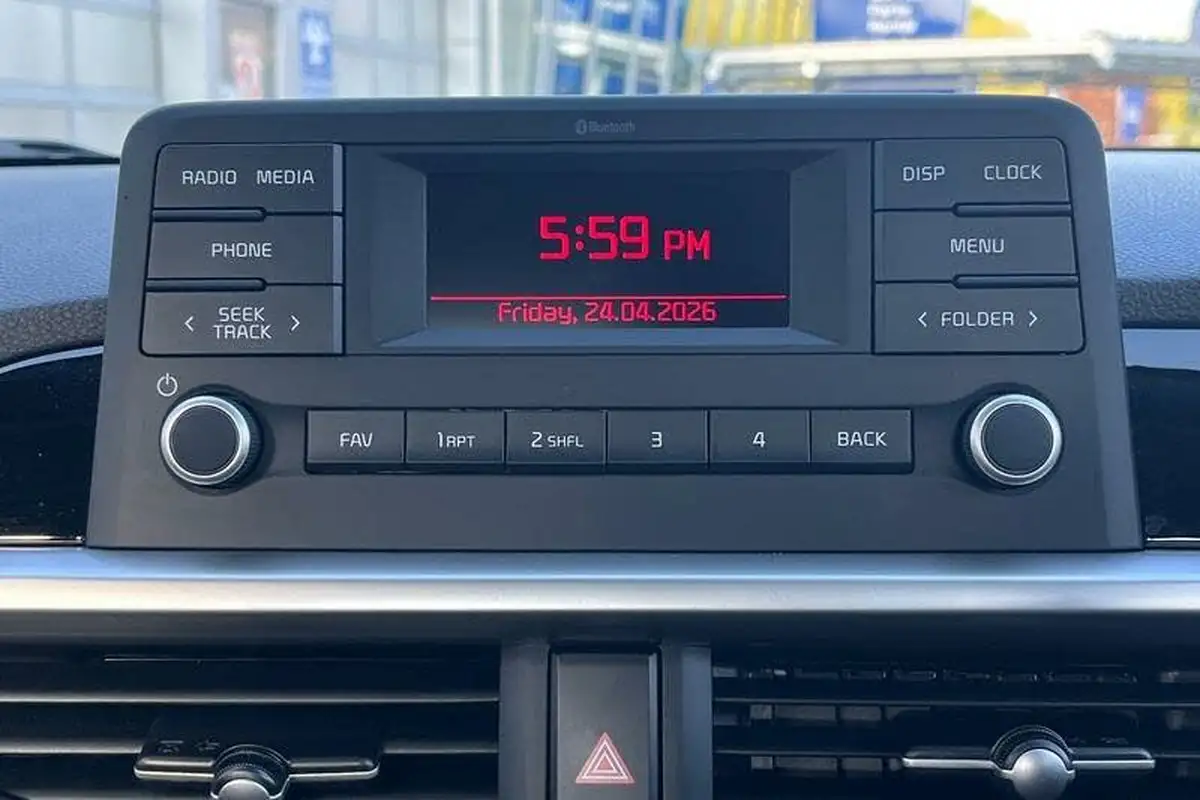 Bluetooth
RADIO MEDIA
5:59 PM
DISP CLOCK
PHONE
MENU
Friday, 24.04.2026
< SEEK TRACK >
< FOLDER >
FAV
1 RPT
2 SHFL
3
4
BACK